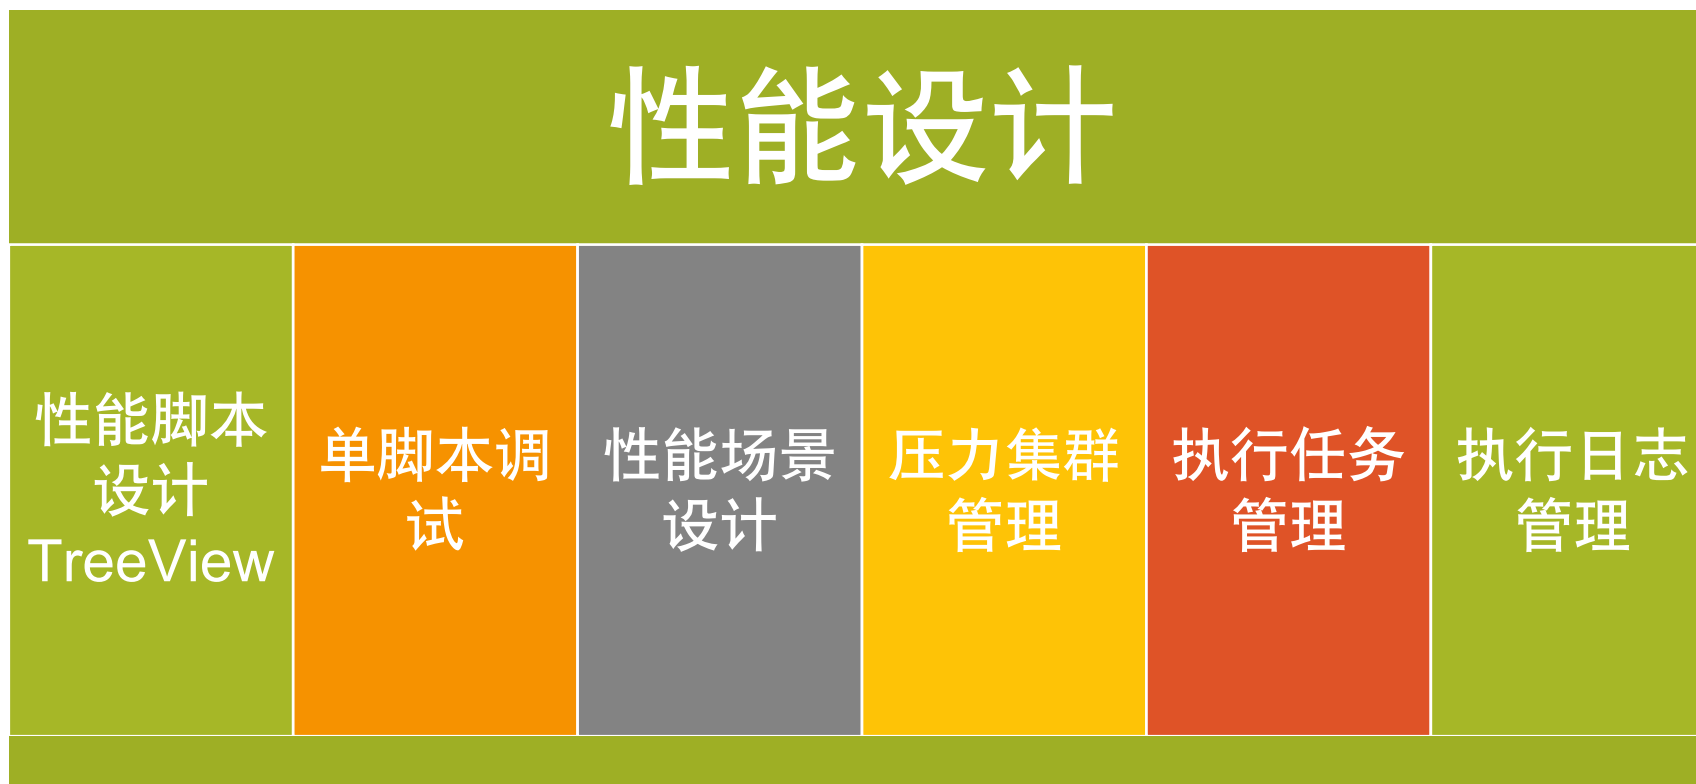 性能设计
性能脚本
设计
TreeView
单脚本调
试
性能场景
设计
压力集群
管理
执行任务
管理
执行日志
管理